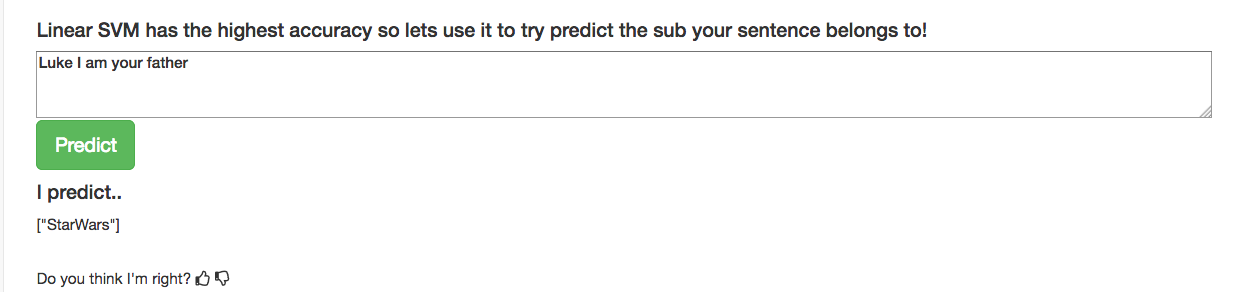 Linear SVM has the highest accuracy so lets use it to try predict the sub your sentence belongs to!
Luke I am your father
Predict
I predict..
["StarWars"]
Do you think I'm right?